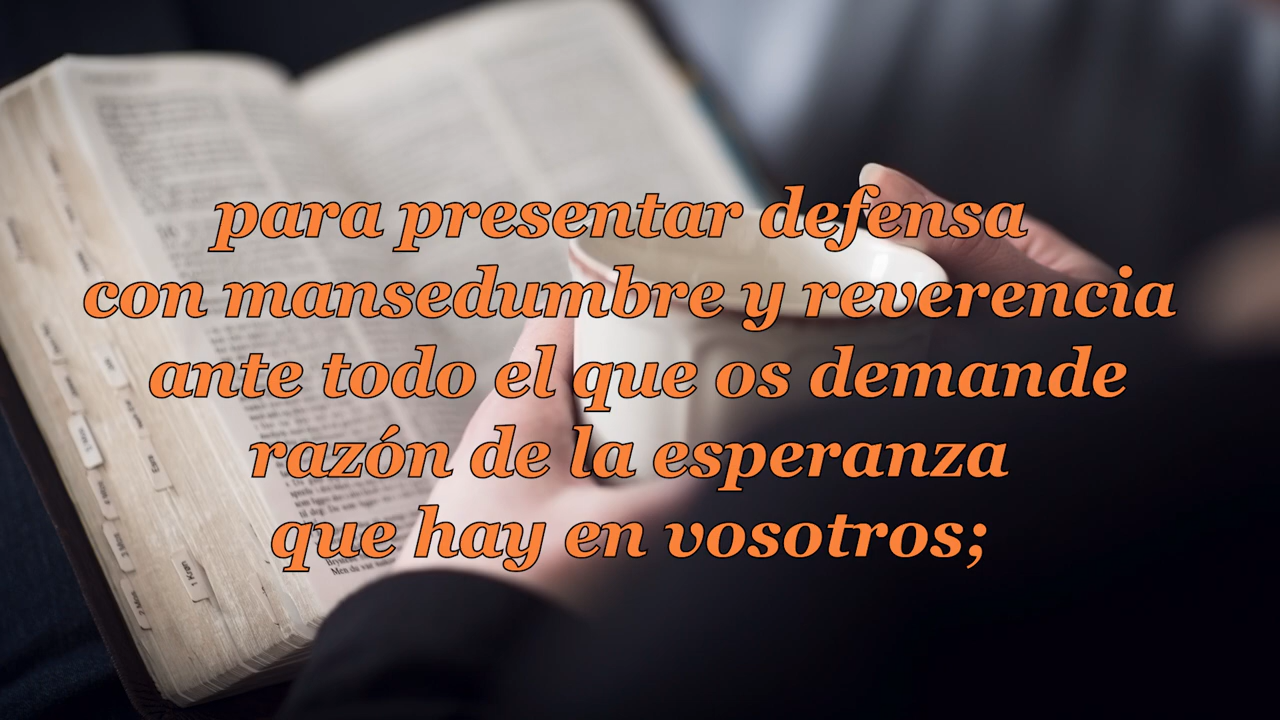 para presentar defensa
con mansedumbre y reverencia
ante todo el que os demande
razón de la esperanza
que hay en vosotros;